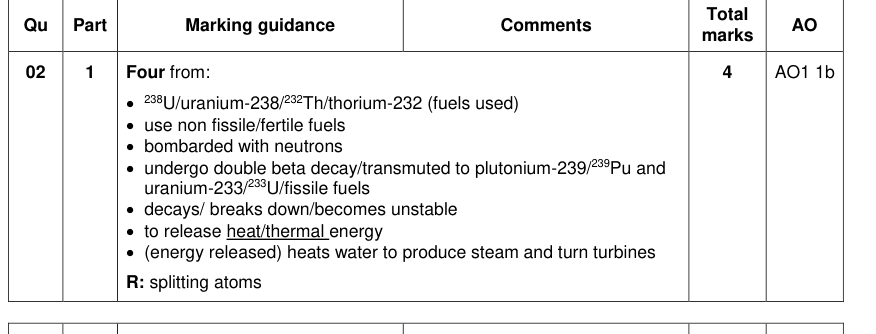 Qu Part Marking guidance Comments Total marks AO
02 1 Four from: 4 AO1 1b
• ²³⁸U/uranium-238/²³²Th/thorium-232 (fuels used)
• use non fissile/fertile fuels
• bombarded with neutrons
• undergo double beta decay/transmuted to plutonium-239/²³⁹Pu and
uranium-233/²³³U/fissile fuels
• decays/ breaks down/becomes unstable
• to release heat/thermal energy
• (energy released) heats water to produce steam and turn turbines
R: splitting atoms